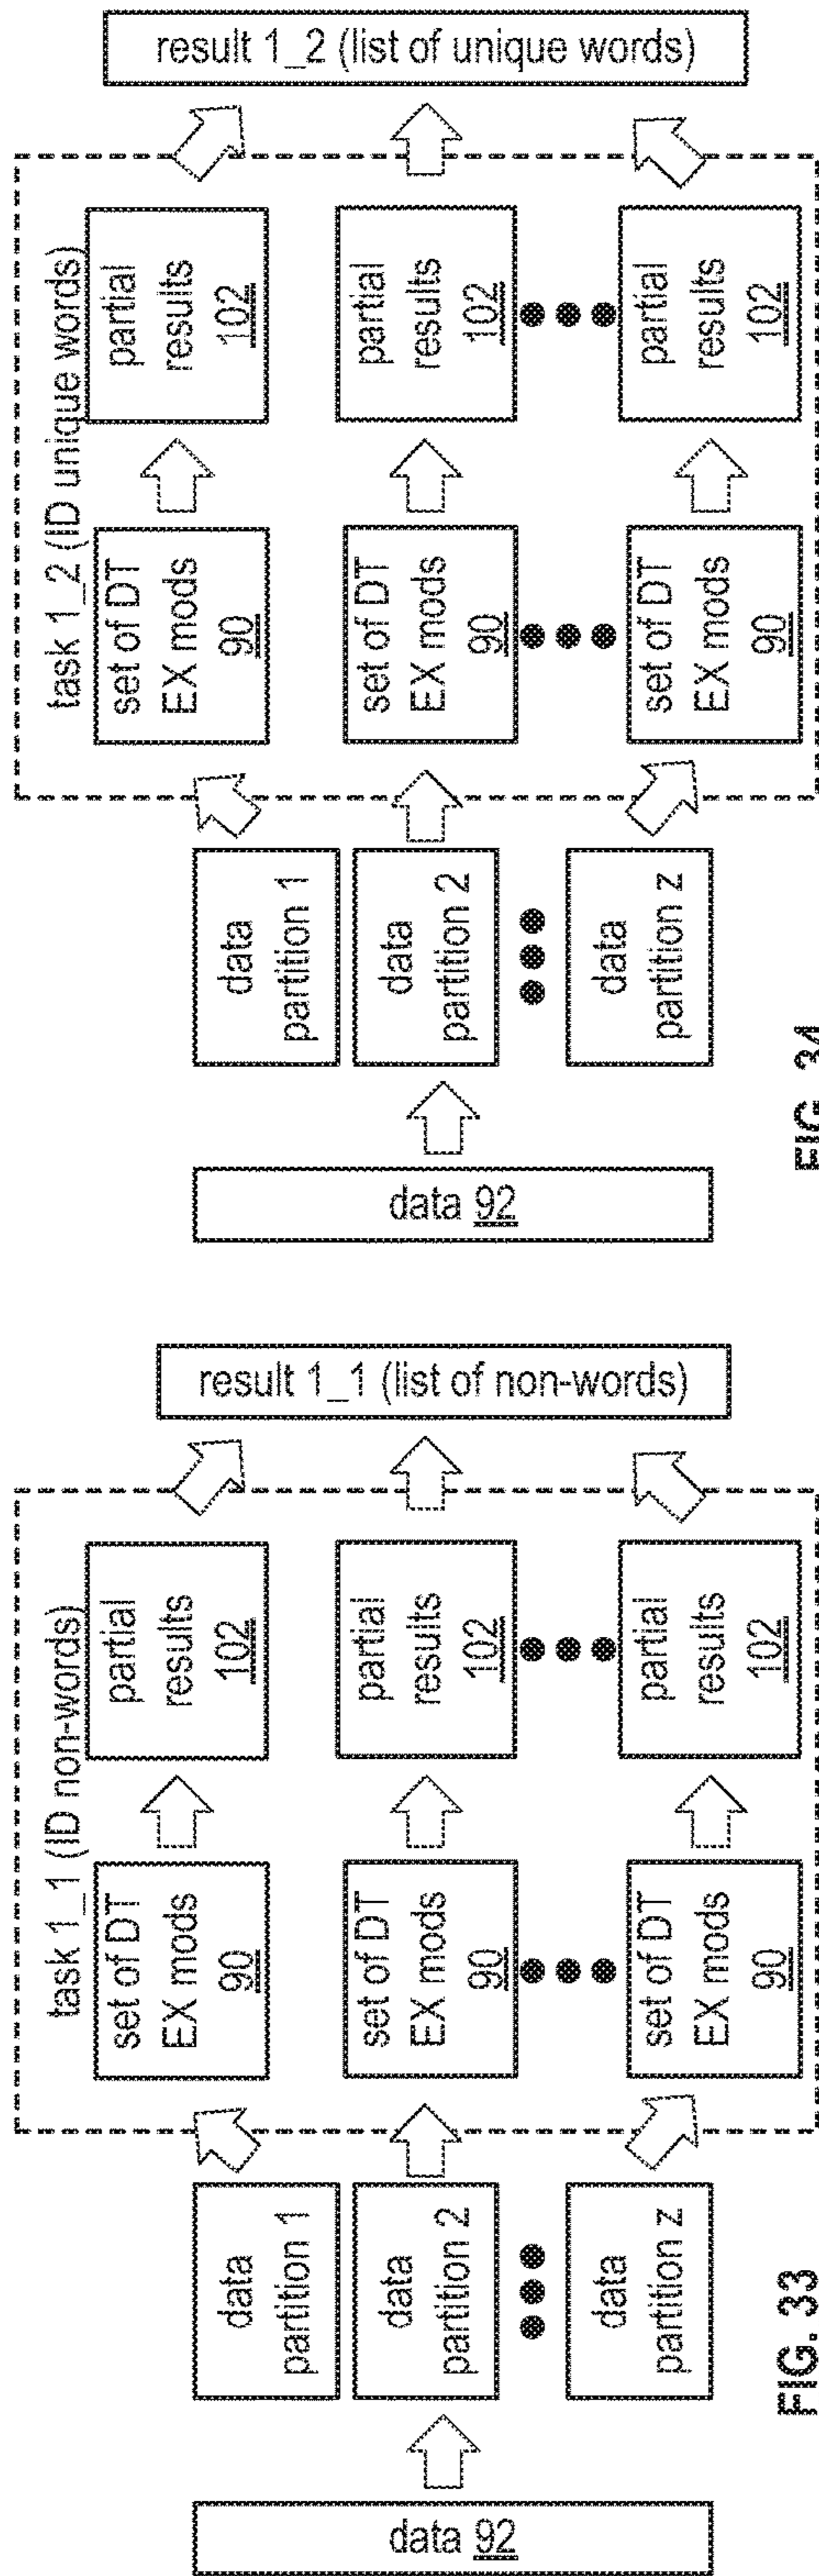 data 92
data
partition 1
data
partition 2
data
partition z
task 1_1 (ID non-words)
set of DT
EX mods
90
set of DT
EX mods
90
set of DT
EX mods
90
partial
results
102
partial
results
102
partial
results
102
result 1_1 (list of non-words)
FIG. 33
data 92
data
partition 1
data
partition 2
data
partition z
task 1_2 (ID unique words)
set of DT
EX mods
90
set of DT
EX mods
90
set of DT
EX mods
90
partial
results
102
partial
results
102
partial
results
102
result 1_2 (list of unique words)
FIG. 34